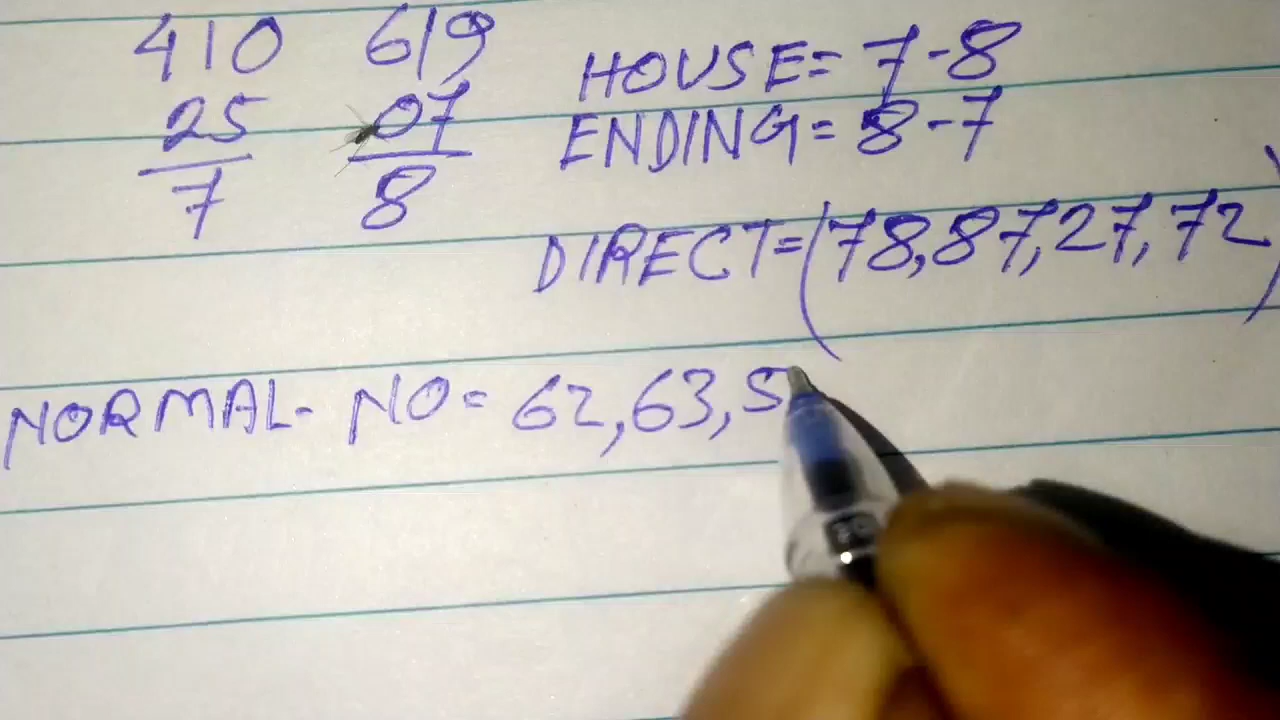 410 619
25 07
7 8
HOUSE= 7-8
ENDING= 8-7
DIRECT=(78,87,27,72)
NORMAL- NO= 62,63,5